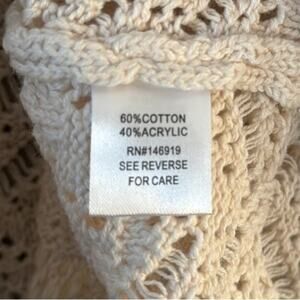 60%COTTON
40%ACRYLIC
RN#146919
SEE REVERSE
FOR CARE